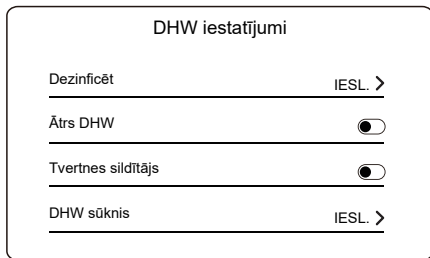 DHW iestatījumi
Dezinficēt IESL.
Ātrs DHW
Tvertnes sildītājs
DHW sūknis IESL.